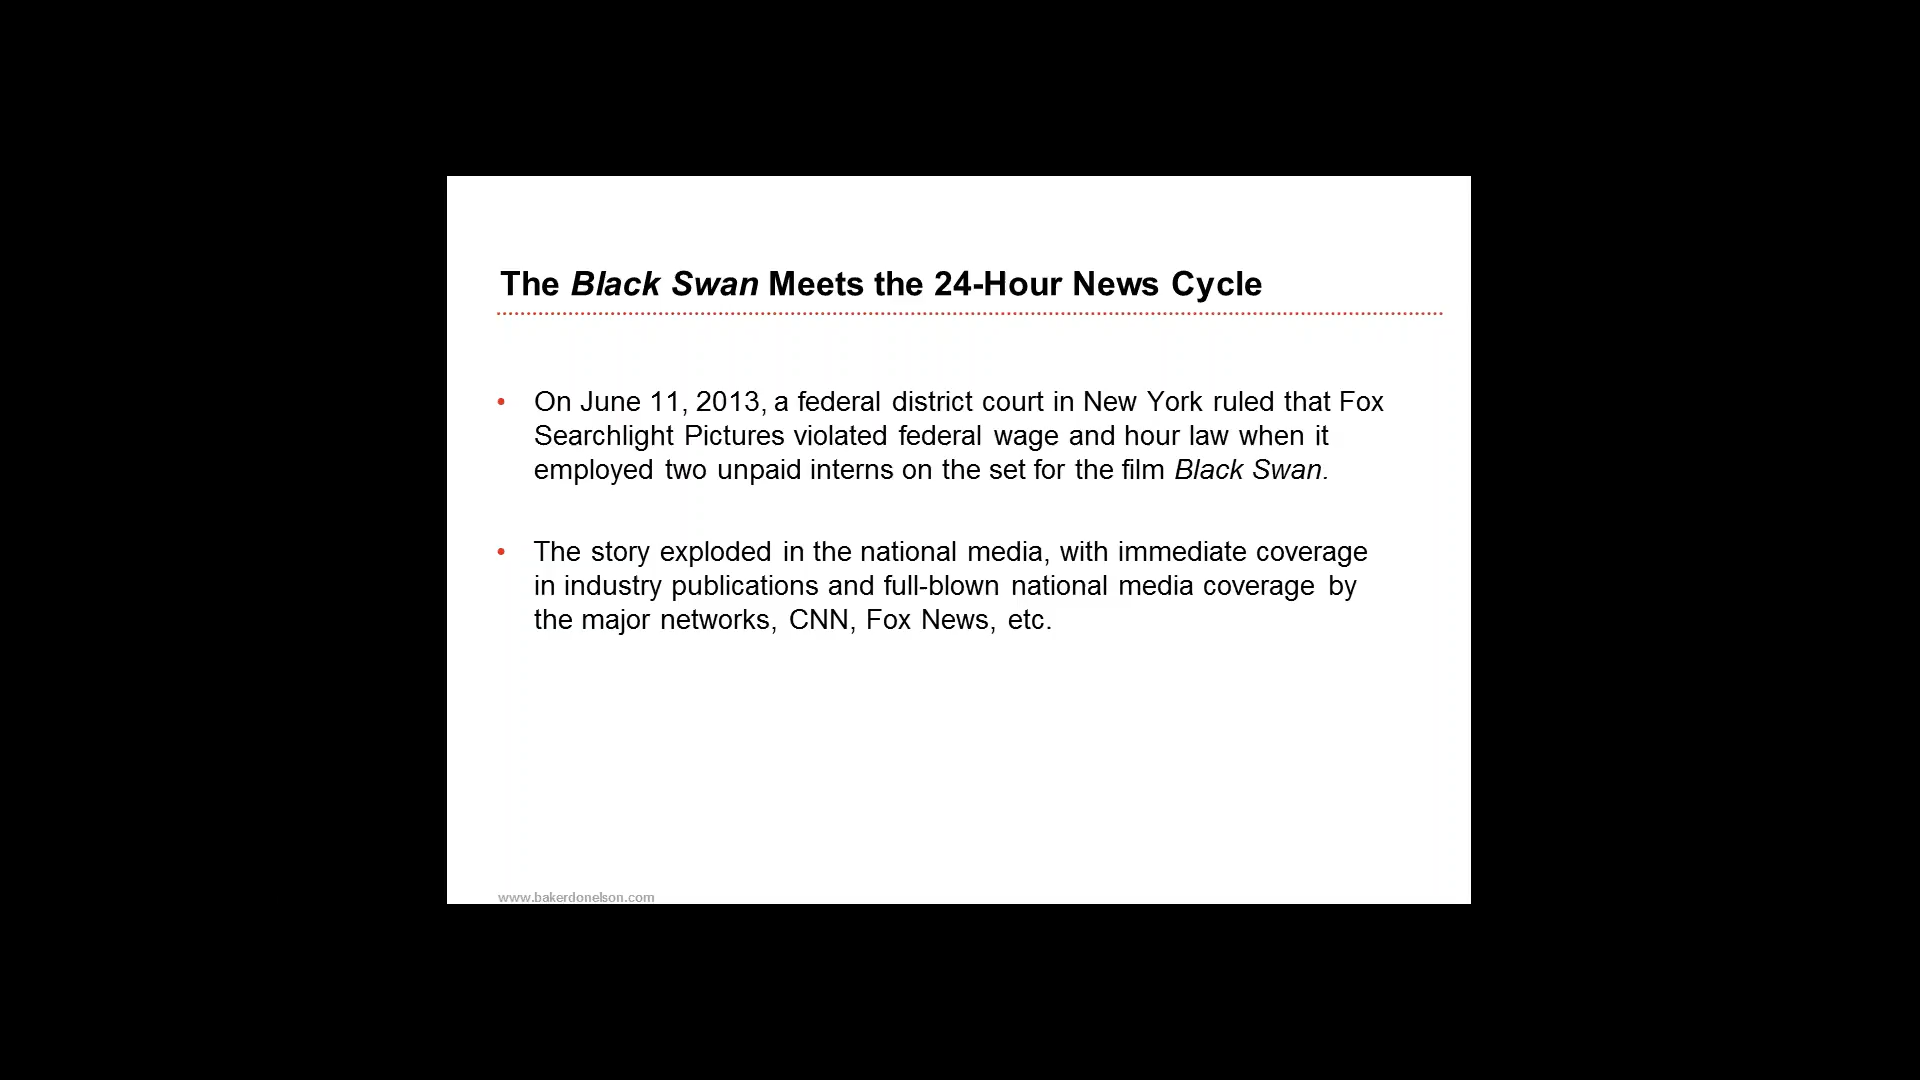 The Black Swan Meets the 24-Hour News Cycle
• On June 11, 2013, a federal district court in New York ruled that Fox
Searchlight Pictures violated federal wage and hour law when it
employed two unpaid interns on the set for the film Black Swan.
• The story exploded in the national media, with immediate coverage
in industry publications and full-blown national media coverage by
the major networks, CNN, Fox News, etc.
www.bakerdonelson.com